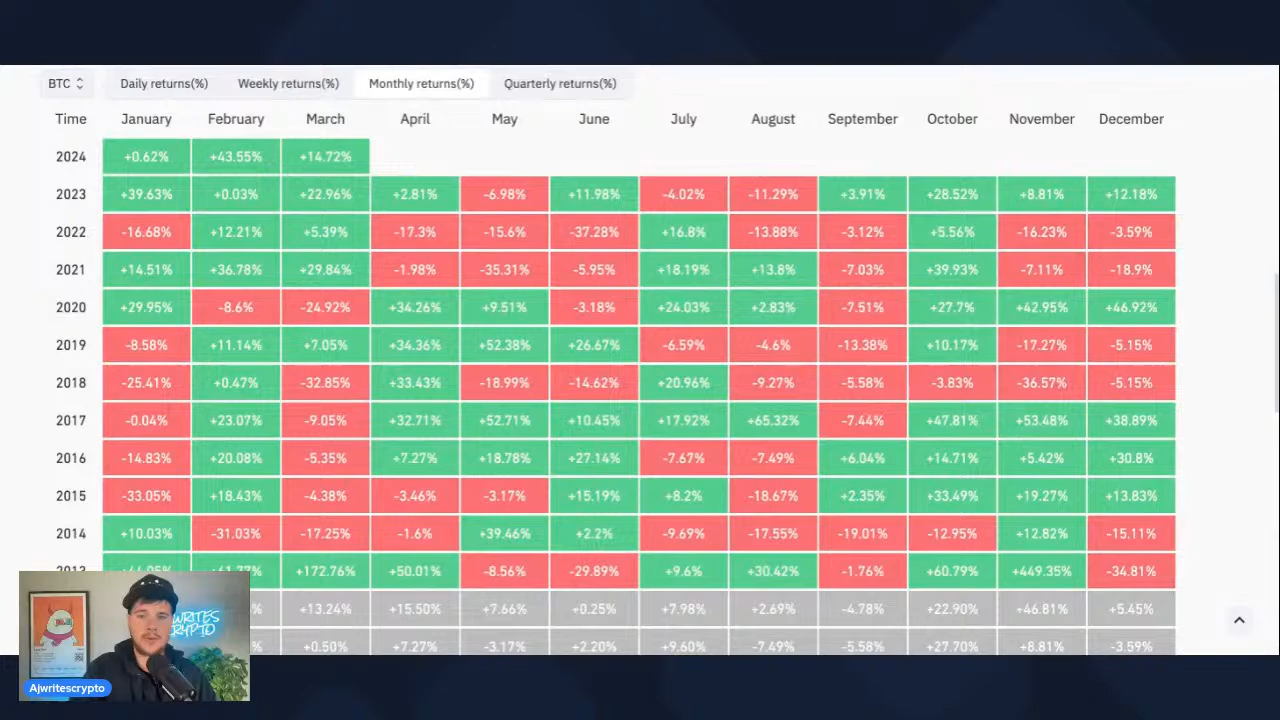 BTC Daily returns(%) Weekly returns(%) Monthly returns(%) Quarterly returns(%)
Time January February March April May June July August September October November December
2024 +0.62% +43.55% +14.72%
2023 +39.63% +0.03% +22.96% +2.81% -6.98% +11.98% -4.02% -11.29% +3.91% +28.52% +8.81% +12.18%
2022 -16.68% +12.21% +5.39% -17.3% -15.6% -37.28% +16.8% -13.88% -3.12% +5.56% -16.23% -3.59%
2021 +14.51% +36.78% +29.84% -1.98% -35.31% -5.95% +18.19% +13.8% -7.03% +39.93% -7.11% -18.9%
2020 +29.95% -8.6% -24.92% +34.26% +9.51% -3.18% +24.03% +2.83% -7.51% +27.7% +42.95% +46.92%
2019 -8.58% +11.14% +7.05% +34.36% +52.38% +26.67% -6.59% -4.6% -13.38% +10.17% -17.27% -5.15%
2018 -25.41% +0.47% -32.85% +33.43% -18.99% -14.62% +20.96% -9.27% -5.58% -3.83% -36.57% -5.15%
2017 -0.04% +23.07% -9.05% +32.71% +52.71% +10.45% +17.92% +65.32% -7.44% +47.81% +53.48% +38.89%
2016 -14.83% +20.08% -5.35% +7.27% +18.78% +27.14% -7.67% -7.49% +6.04% +14.71% +5.42% +30.8%
2015 -33.05% +18.43% -4.38% -3.46% -3.17% +15.19% +8.2% -18.67% +2.35% +33.49% +19.27% +13.83%
2014 +10.03% -31.03% -17.25% -1.6% +39.46% +2.2% -9.69% -17.55% -19.01% -12.95% +12.82% -15.11%
+172.76% +50.01% -8.56% -29.89% +9.6% +30.42% -1.76% +60.79% +449.35% -34.81%
% +13.24% +15.50% +7.66% +0.25% +7.98% +2.69% -4.78% +22.90% +46.81% +5.45%
% +0.50% +7.27% -3.17% +2.20% +9.60% -7.49% -5.58% +27.70% +8.81% -3.59%
WRITES
CRYPTO
Ajwritescrypto